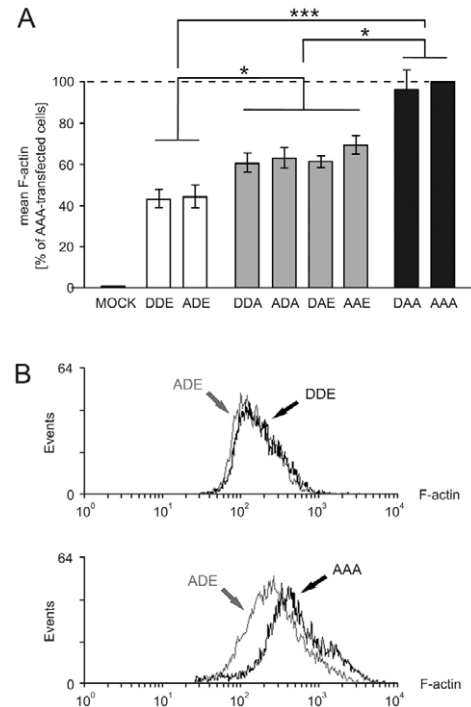 A
***
*
*
mean F-actin
[% of AAA-transfected cells]
100
80
60
40
20
0
MOCK DDE ADE DDA ADA DAE AAE DAA AAA
B
64
ADE
DDE
Events
0
10⁰ 10¹ 10² 10³ 10⁴ F-actin
64
ADE
AAA
Events
0
10⁰ 10¹ 10² 10³ 10⁴ F-actin